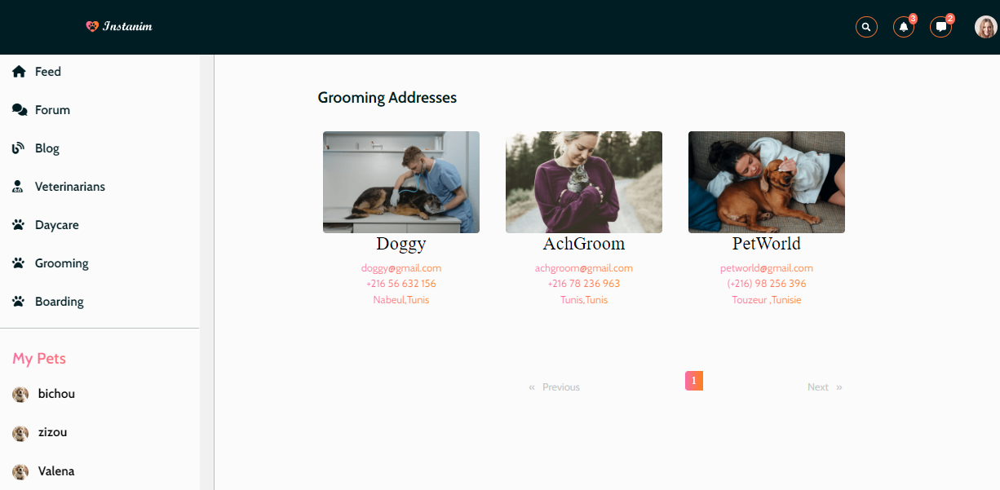 Instanim
3
2
Feed
Forum
Blog
Veterinarians
Daycare
Grooming
Boarding
My Pets
bichou
zizou
Valena
Grooming Addresses
Doggy
doggy@gmail.com
+216 56 632 156
Nabeul,Tunis
AchGroom
achgroom@gmail.com
+216 78 236 963
Tunis,Tunis
PetWorld
petworld@gmail.com
(+216) 98 256 396
Touzeur ,Tunisie
« Previous
1
Next »